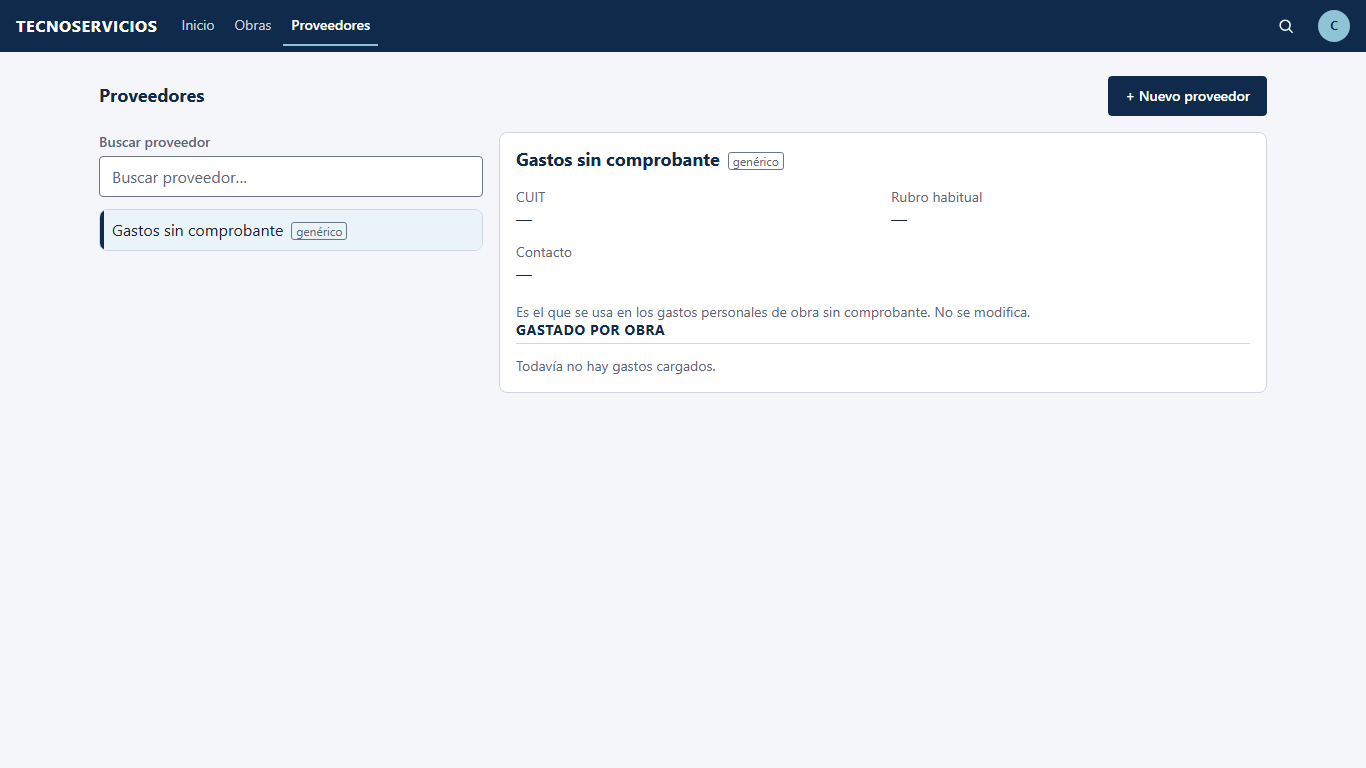 TECNOSERVICIOS Inicio Obras Proveedores C
Proveedores
+ Nuevo proveedor
Buscar proveedor
Buscar proveedor...
Gastos sin comprobante genérico
Gastos sin comprobante genérico
CUIT
—
Rubro habitual
—
Contacto
—
Es el que se usa en los gastos personales de obra sin comprobante. No se modifica.
GASTADO POR OBRA
Todavía no hay gastos cargados.